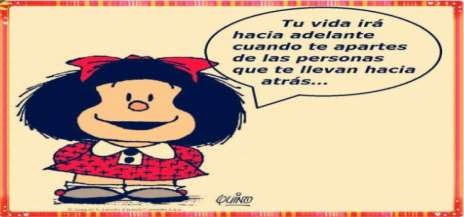 Tu vida irá
hacia adelante
cuando te apartes
de las personas
que te llevan hacia
atrás...
QUINO